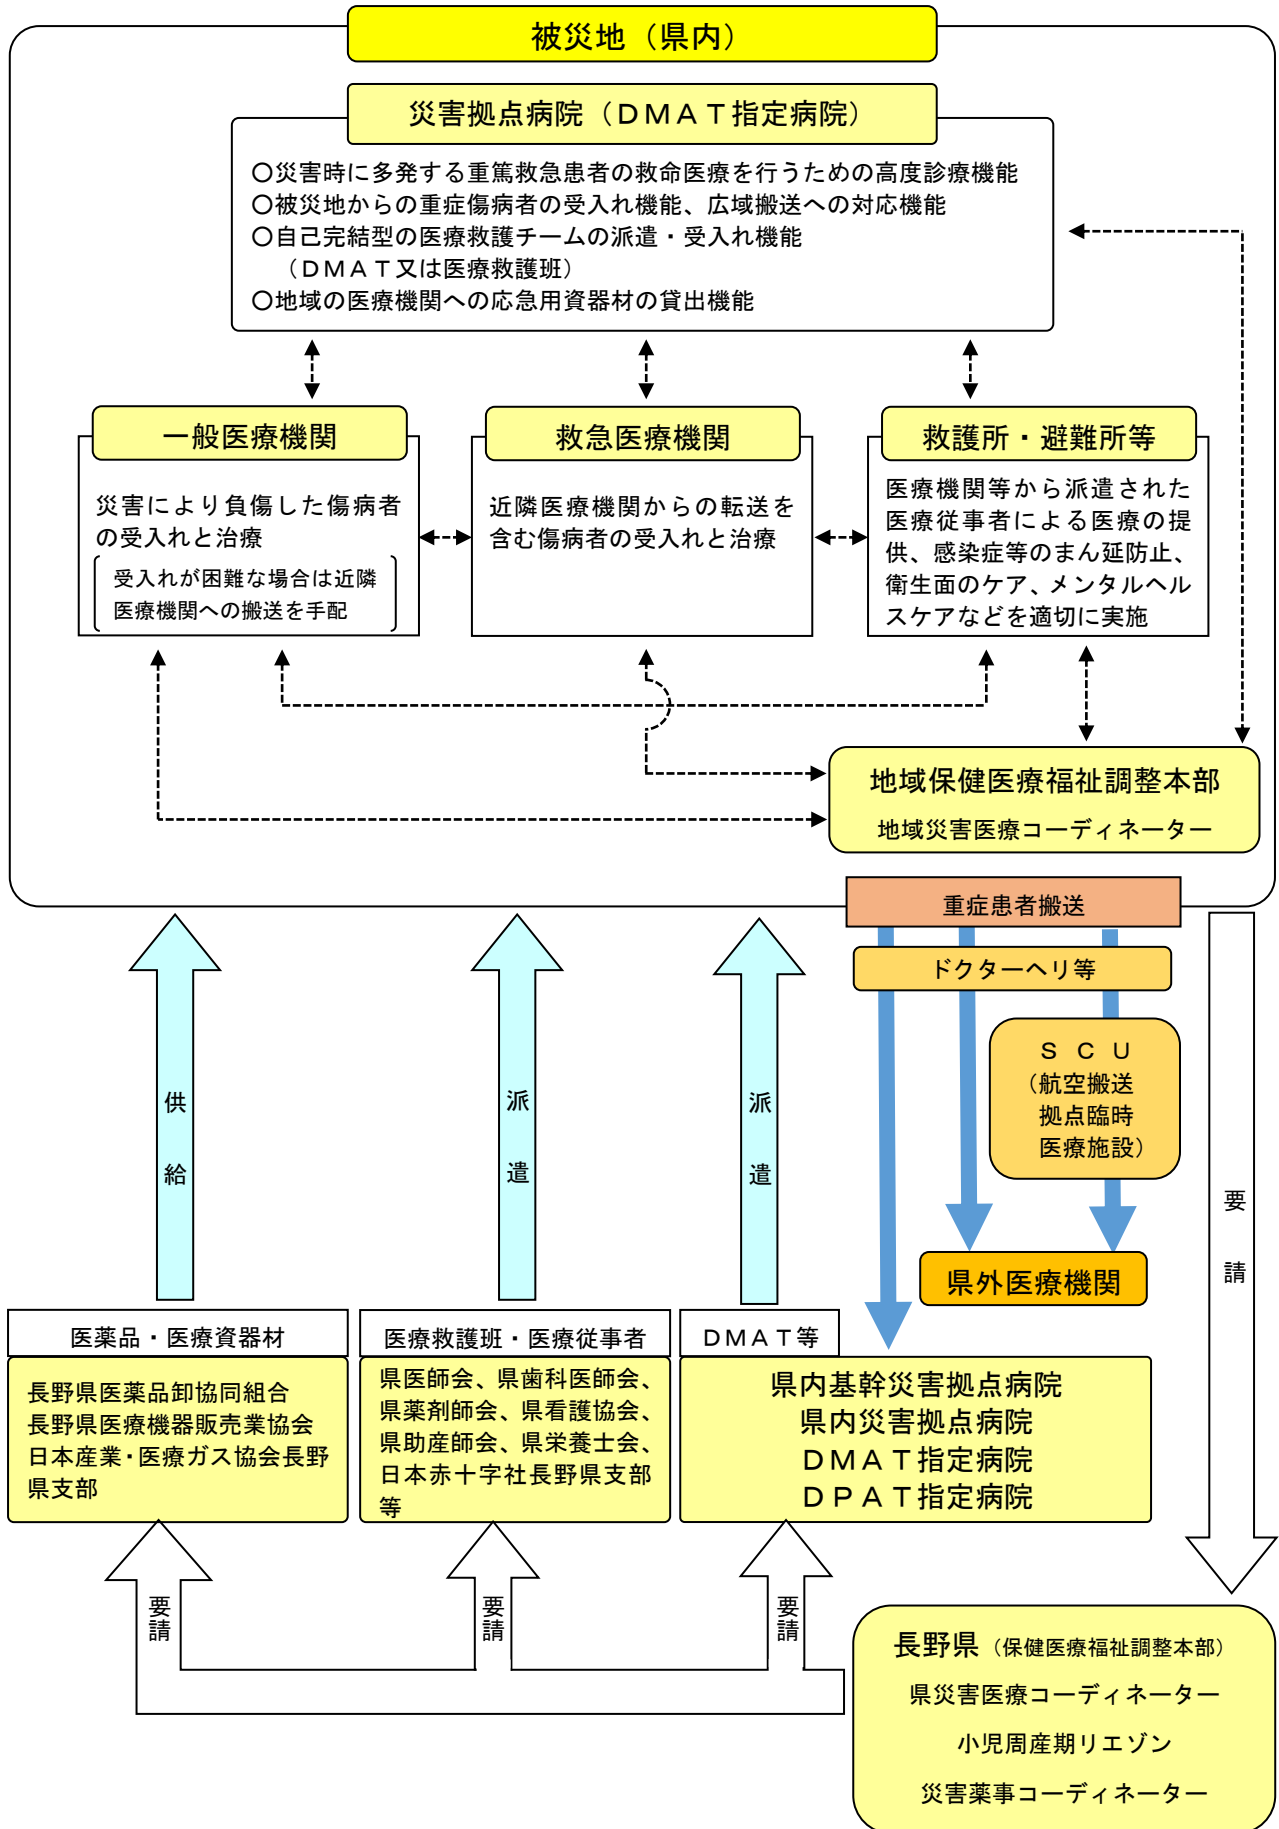 被災地（県内）
災害拠点病院（ＤＭＡＴ指定病院）
○災害時に多発する重篤救急患者の救命医療を行うための高度診療機能
○被災地からの重症傷病者の受入れ機能、広域搬送への対応機能
○自己完結型の医療救護チームの派遣・受入れ機能
（ＤＭＡＴ又は医療救護班）
○地域の医療機関への応急用資器材の貸出機能
一般医療機関
災害により負傷した傷病者
の受入れと治療
受入れが困難な場合は近隣
医療機関への搬送を手配
救急医療機関
近隣医療機関からの転送を
含む傷病者の受入れと治療
救護所・避難所等
医療機関等から派遣された
医療従事者による医療の提
供、感染症等のまん延防止、
衛生面のケア、メンタルヘル
スケアなどを適切に実施
地域保健医療福祉調整本部
地域災害医療コーディネーター
重症患者搬送
ドクターヘリ等
ＳＣＵ
（航空搬送
拠点臨時
医療施設）
県外医療機関
供給
派遣
派遣
要請
医薬品・医療資器材
長野県医薬品卸協同組合
長野県医療機器販売業協会
日本産業・医療ガス協会長野
県支部
医療救護班・医療従事者
県医師会、県歯科医師会、
県薬剤師会、県看護協会、
県助産師会、県栄養士会、
日本赤十字社長野県支部
等
ＤＭＡＴ等
県内基幹災害拠点病院
県内災害拠点病院
ＤＭＡＴ指定病院
ＤＰＡＴ指定病院
要請
要請
要請
長野県（保健医療福祉調整本部）
県災害医療コーディネーター
小児周産期リエゾン
災害薬事コーディネーター